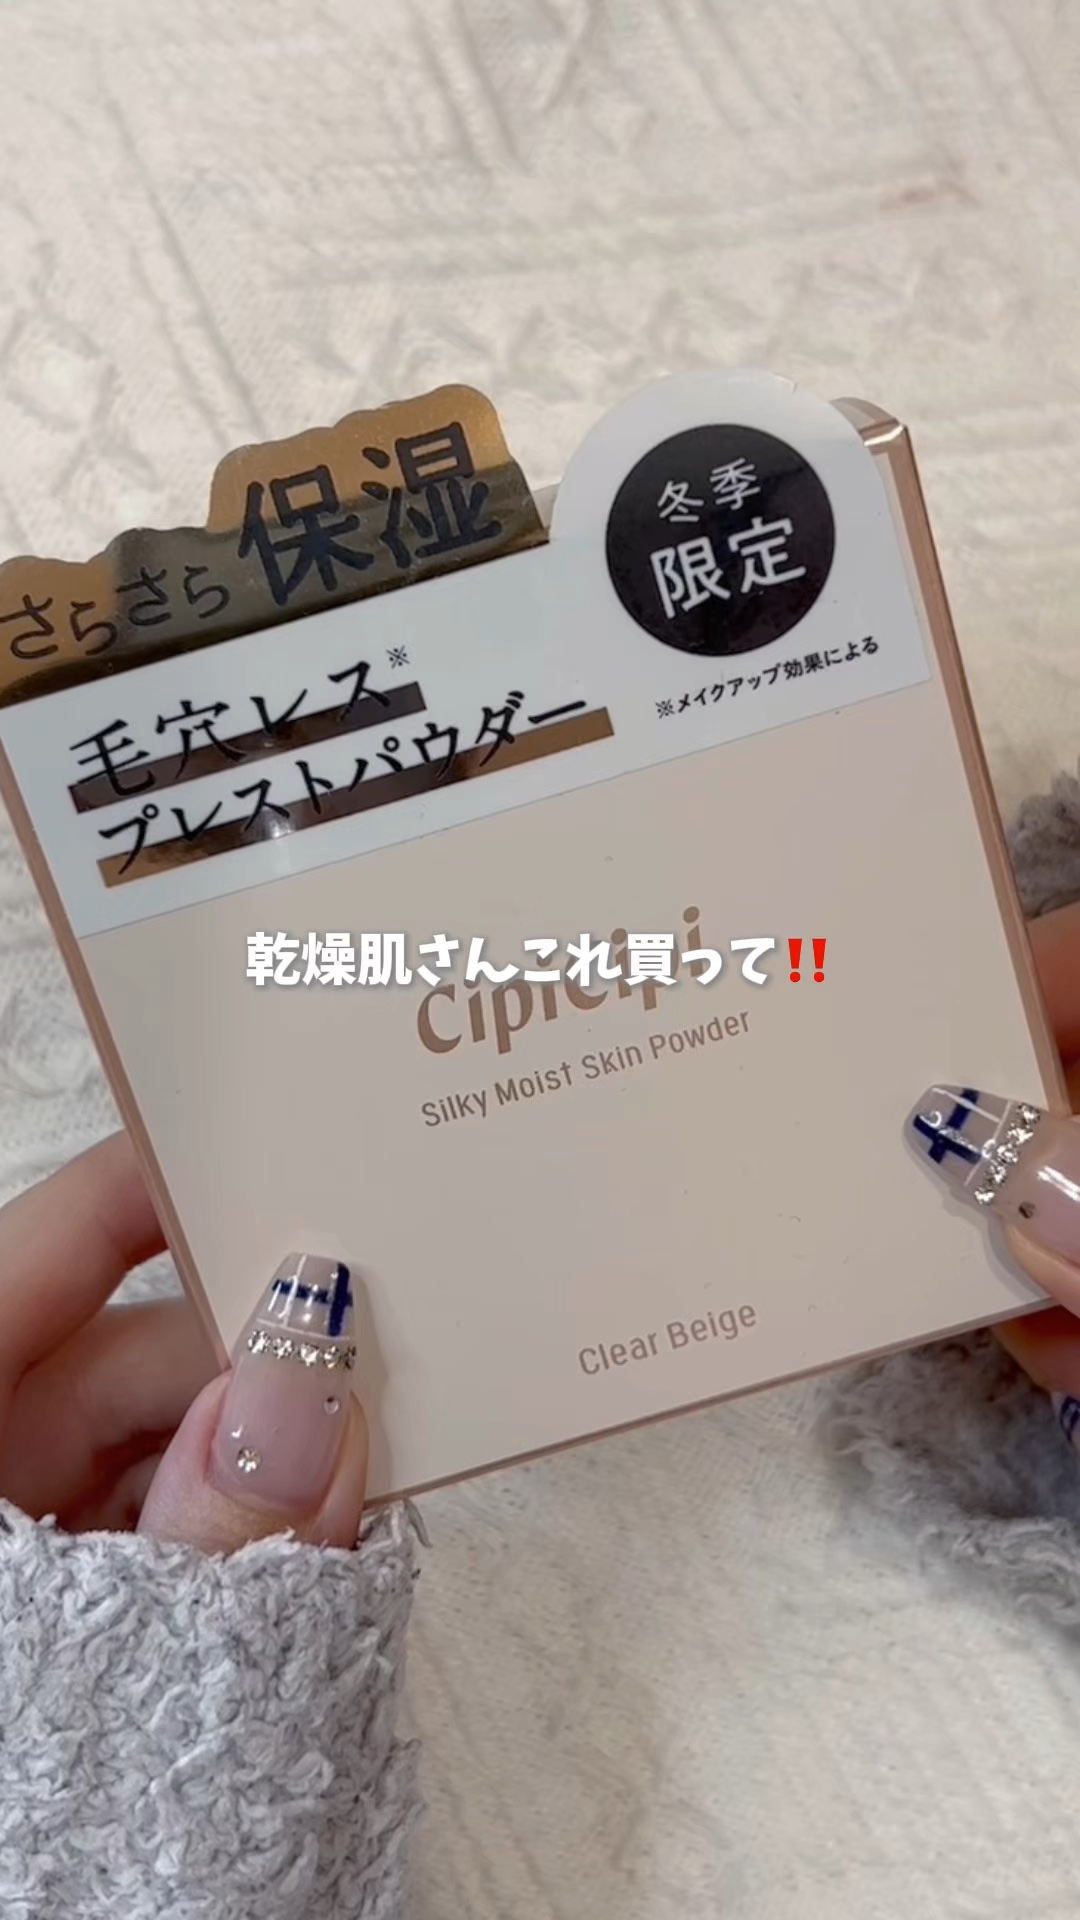 さらさら保湿
冬季
限定
毛穴レス※
プレストパウダー
※メイクアップ効果による
乾燥肌さんこれ買って‼️
Cipicipi
Silky Moist Skin Powder
Clear Beige